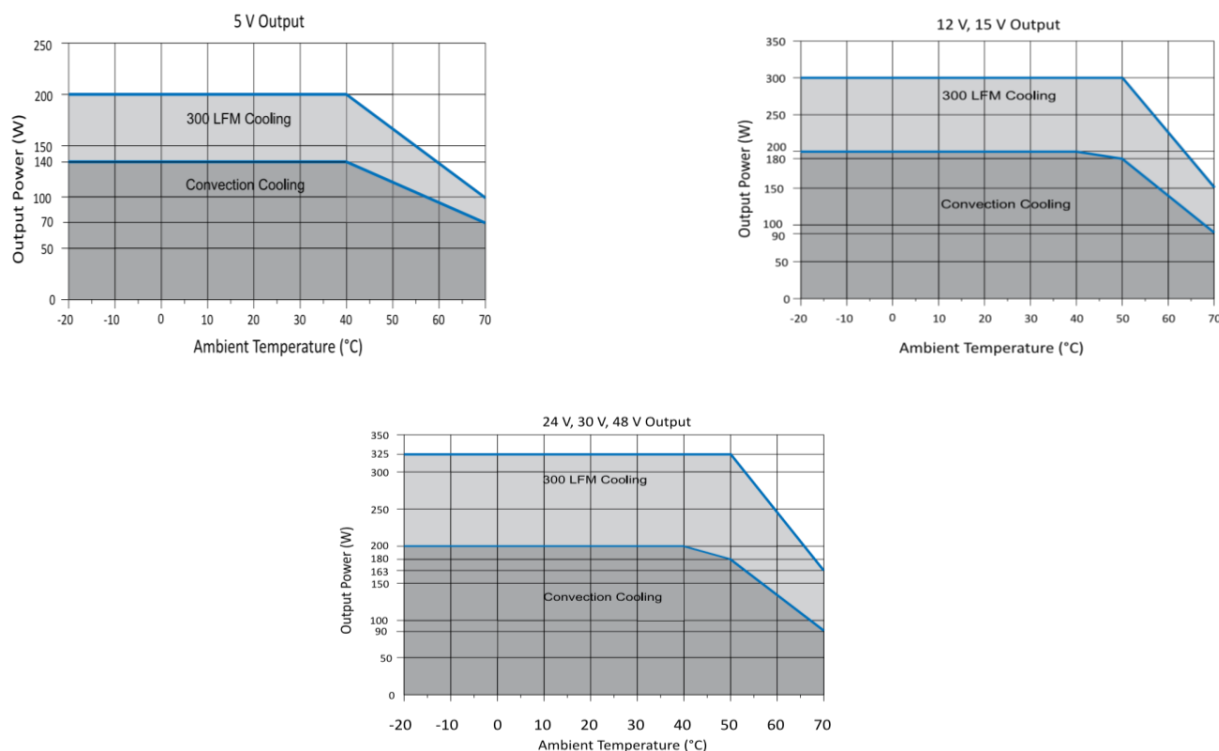 5 V Output
250
200
150
140
100
70
50
0
300 LFM Cooling
Convection Cooling
Output Power (W)
-20 -10 0 10 20 30 40 50 60 70
Ambient Temperature (°C)
12 V, 15 V Output
350
300
250
200
180
150
100
90
50
0
300 LFM Cooling
Convection Cooling
Output Power (W)
-20 -10 0 10 20 30 40 50 60 70
Ambient Temperature (°C)
24 V, 30 V, 48 V Output
350
325
300
250
200
180
163
150
100
90
50
0
300 LFM Cooling
Convection Cooling
Output Power (W)
-20 -10 0 10 20 30 40 50 60 70
Ambient Temperature (°C)